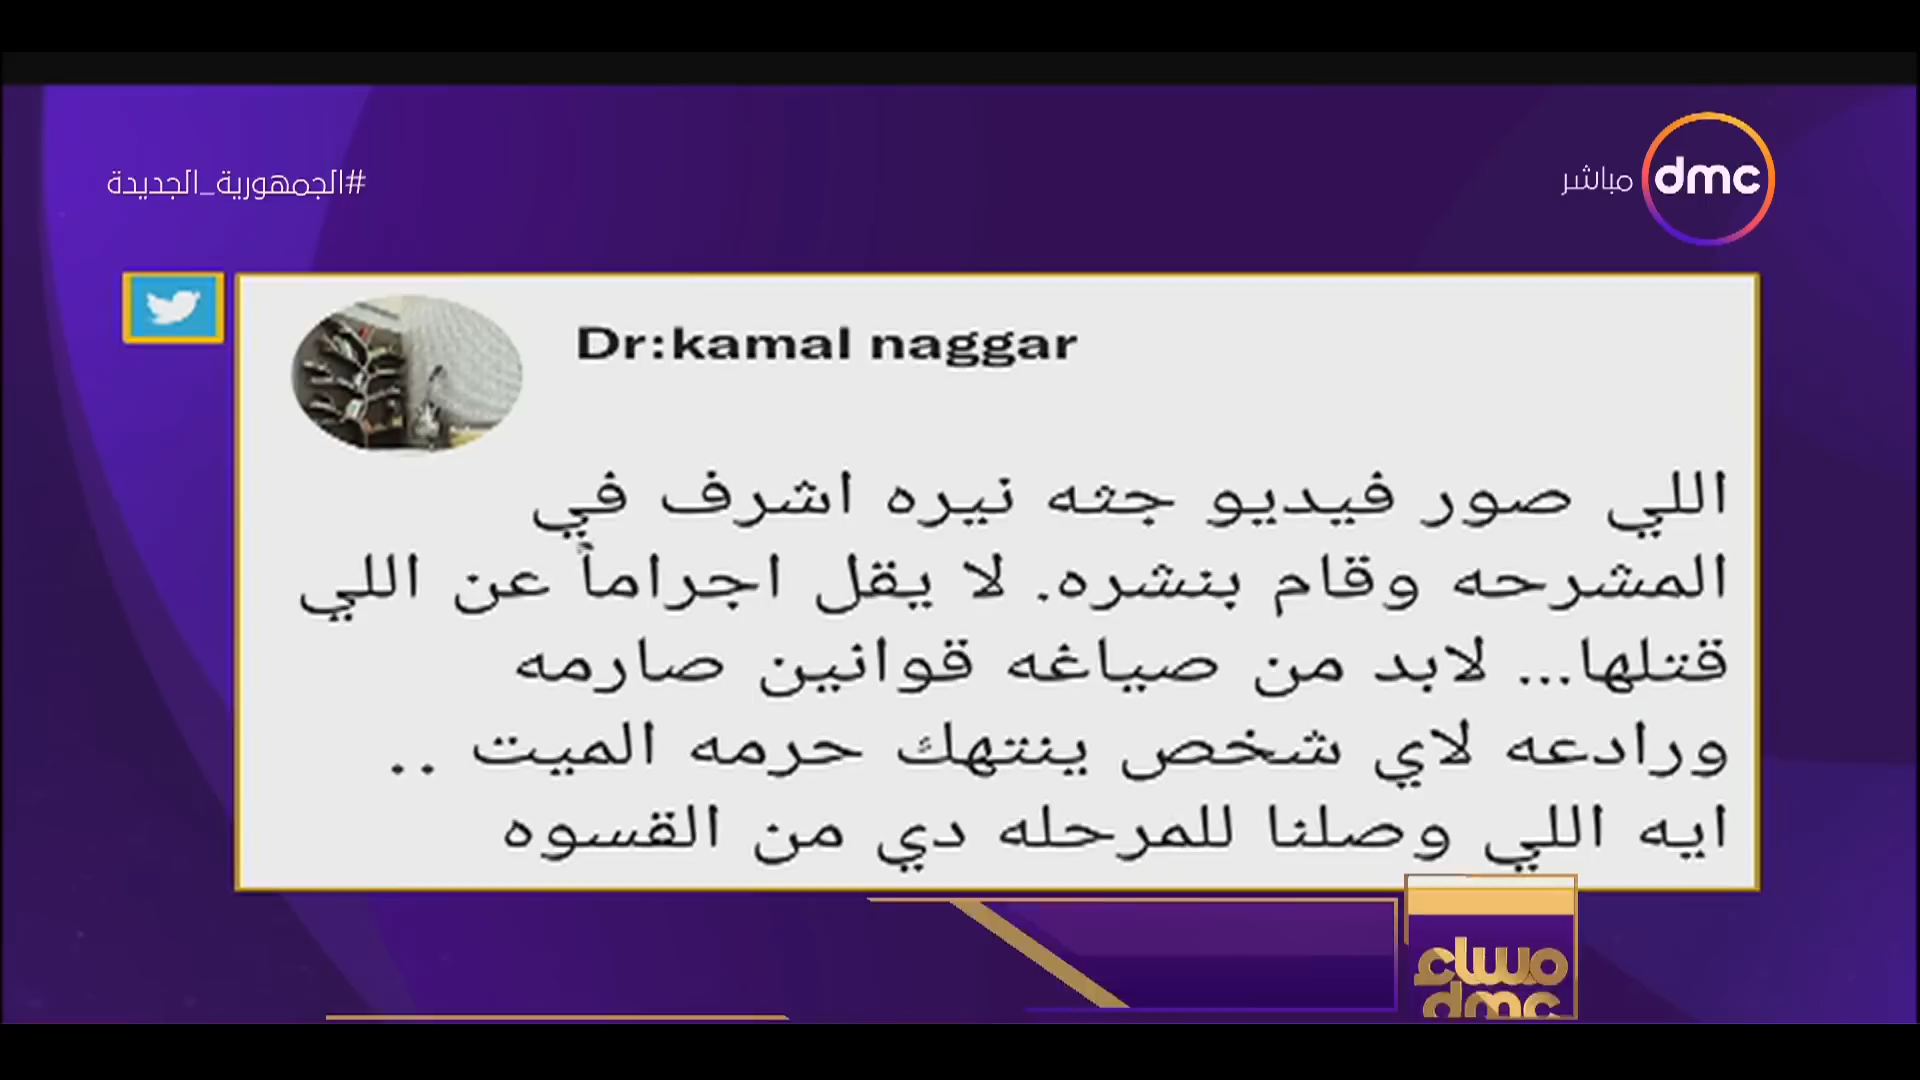 #الجمهورية_الجديدة
مباشر dmc
Dr:kamal naggar
اللي صور فيديو جثه نيره اشرف في
المشرحه وقام بنشره. لا يقل اجراماً عن اللي
قتلها... لابد من صياغه قوانين صارمه
ورادعه لاي شخص ينتهك حرمه الميت ..
ايه اللي وصلنا للمرحله دي من القسوه
مساء
dmc